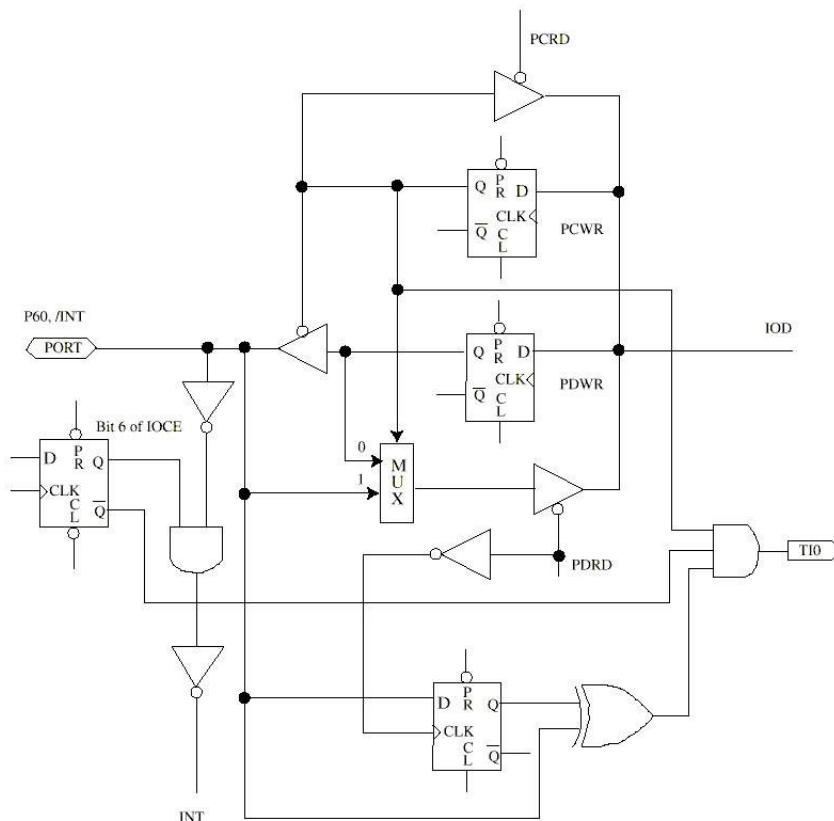 PCRD
Q
P
R
D
CLK
PCWR
Q
C
L
P60, /INT
PORT
IOD
Q
P
R
D
CLK
PDWR
Q
C
L
Bit 6 of IOCE
D
P
R
Q
CLK
C
L
Q
0
1
MUX
PDRD
TI0
D
P
R
Q
CLK
C
L
Q
INT